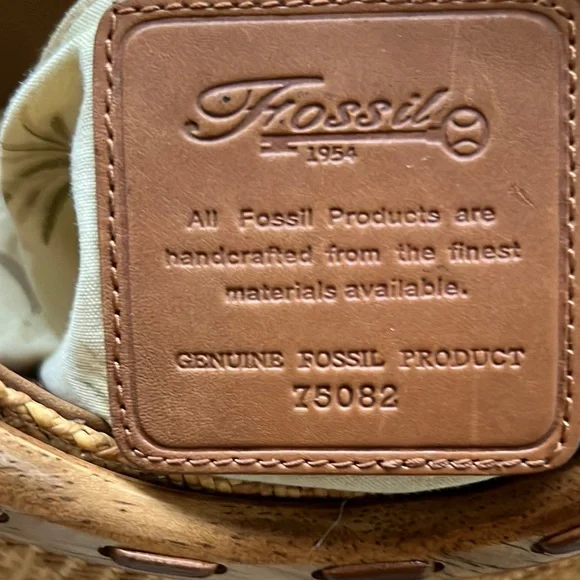 Fossil
1954
All Fossil Products are
handcrafted from the finest
materials available.
GENUINE FOSSIL PRODUCT
75082